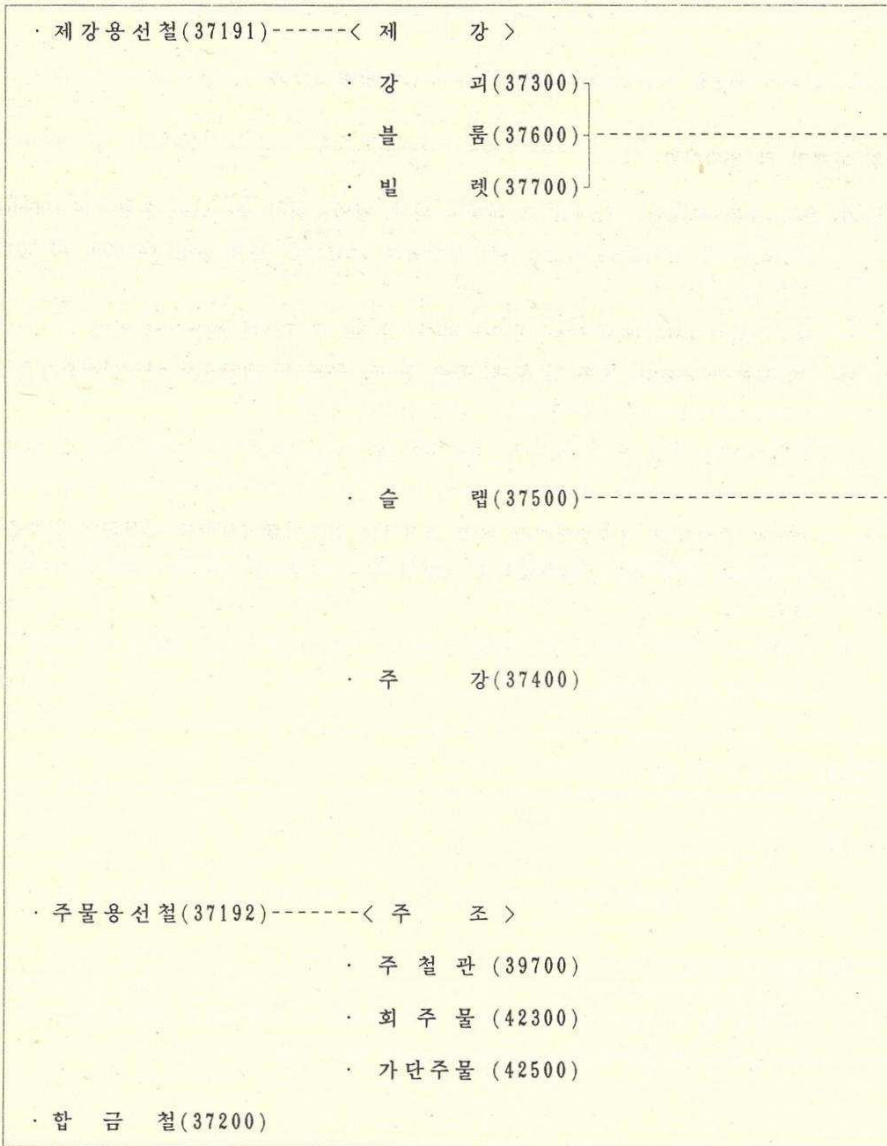 · 제강용선철(37191)------< 제 강 >
· 강 괴(37300)
· 블 룸(37600)
· 빌 렛(37700)
· 슬 랩(37500)
· 주 강(37400)
· 주물용선철(37192)-------< 주 조 >
· 주 철 관 (39700)
· 회 주 물 (42300)
· 가단주물 (42500)
· 합 금 철(37200)